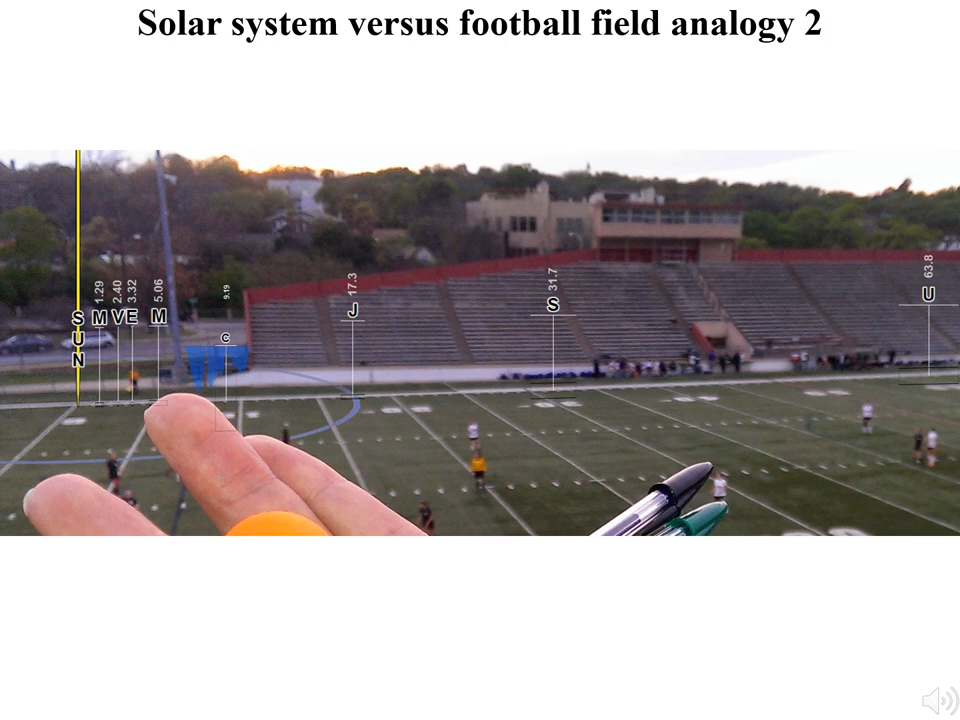 Solar system versus football field analogy 2
SUN
M 1.29
V 2.40
E 3.32
M 5.06
C 9.19
J 17.3
S 31.7
U 63.8